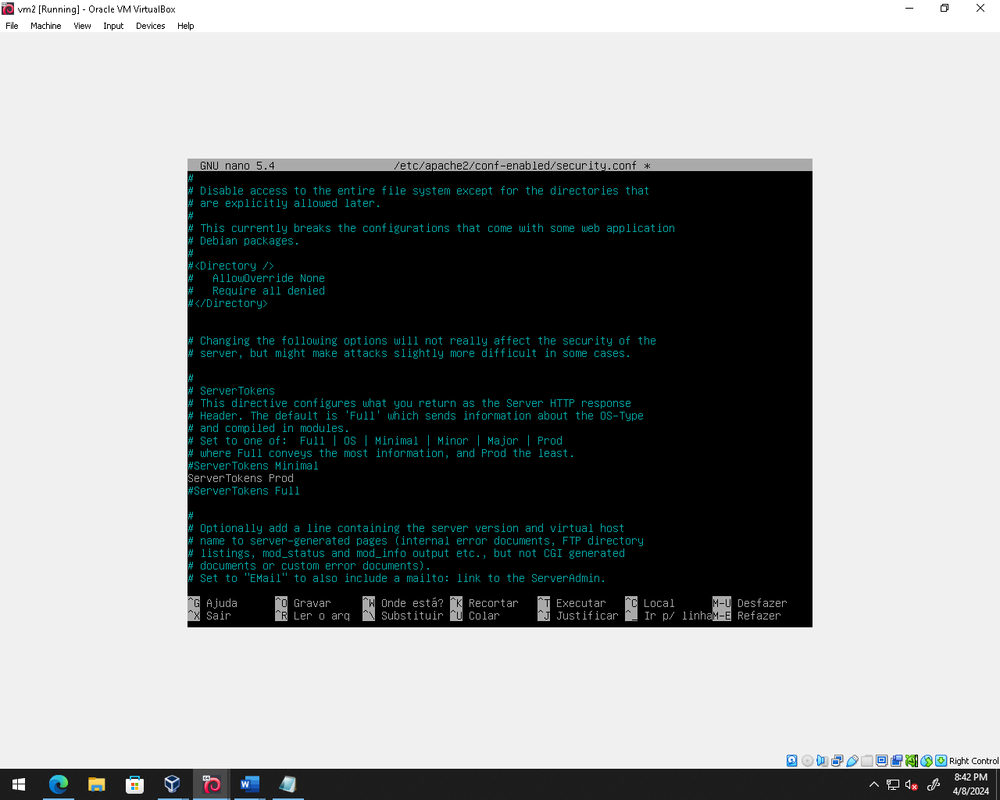 vm2 [Running] - Oracle VM VirtualBox
File Machine View Input Devices Help
GNU nano 5.4 /etc/apache2/conf-enabled/security.conf *
#
# Disable access to the entire file system except for the directories that
# are explicitly allowed later.
#
# This currently breaks the configurations that come with some web application
# Debian packages.
#
#<Directory />
#   AllowOverride None
#   Require all denied
#</Directory>
# Changing the following options will not really affect the security of the
# server, but might make attacks slightly more difficult in some cases.
#
# ServerTokens
# This directive configures what you return as the Server HTTP response
# Header. The default is 'Full' which sends information about the OS-Type
# and compiled in modules.
# Set to one of:  Full | OS | Minimal | Minor | Major | Prod
# where Full conveys the most information, and Prod the least.
#ServerTokens Minimal
ServerTokens Prod
#ServerTokens Full
#
# Optionally add a line containing the server version and virtual host
# name to server-generated pages (internal error documents, FTP directory
# listings, mod_status and mod_info output etc., but not CGI generated
# documents or custom error documents).
# Set to "EMail" to also include a mailto: link to the ServerAdmin.
^G Ajuda ^O Gravar ^W Onde está? ^K Recortar ^T Executar ^C Local M-U Desfazer
^X Sair ^R Ler o arq ^\ Substituir ^U Colar ^J Justificar ^_ Ir p/ linha M-E Refazer
Right Control
8:42 PM
4/8/2024